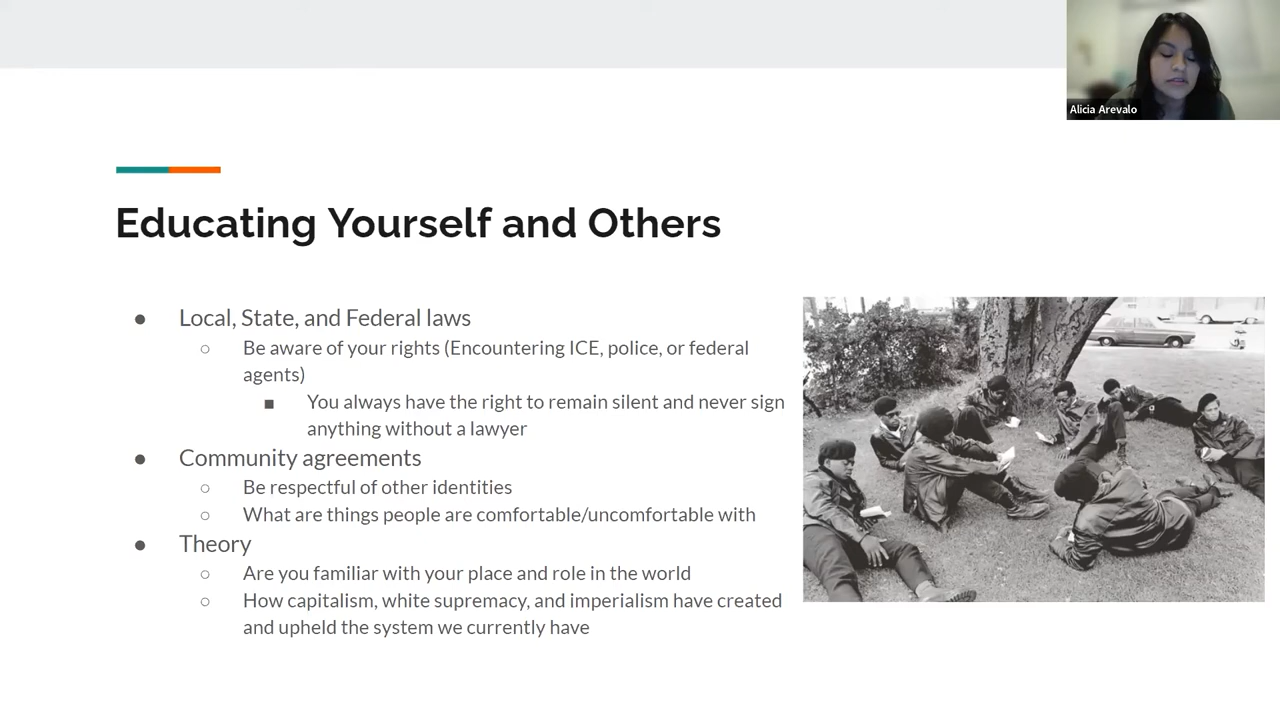 Alicia Arevalo
Educating Yourself and Others
● Local, State, and Federal laws
○ Be aware of your rights (Encountering ICE, police, or federal
agents)
■ You always have the right to remain silent and never sign
anything without a lawyer
● Community agreements
○ Be respectful of other identities
○ What are things people are comfortable/uncomfortable with
● Theory
○ Are you familiar with your place and role in the world
○ How capitalism, white supremacy, and imperialism have created
and upheld the system we currently have